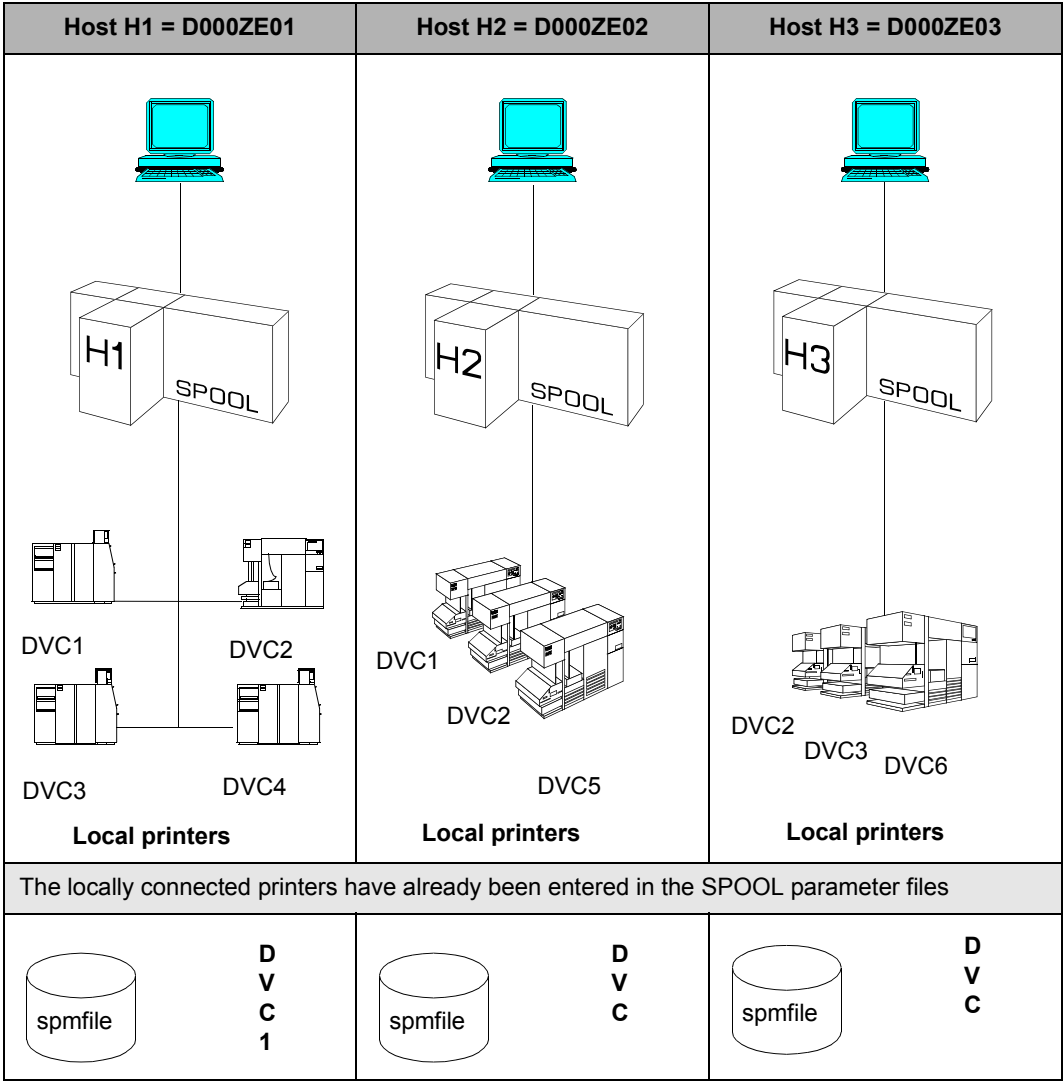 Host H1 = D000ZE01
Host H2 = D000ZE02
Host H3 = D000ZE03
H1
SPOOL
H2
SPOOL
H3
SPOOL
DVC1
DVC2
DVC3
DVC4
Local printers
DVC1
DVC2
DVC5
Local printers
DVC2
DVC3
DVC6
Local printers
The locally connected printers have already been entered in the SPOOL parameter files
spmfile
D
V
C
1
spmfile
D
V
C
spmfile
D
V
C